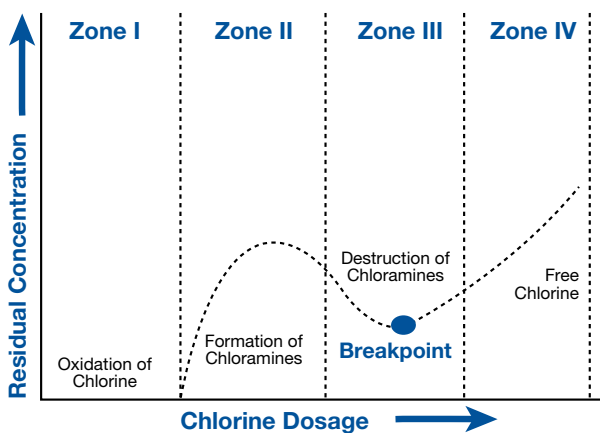 Zone I
Zone II
Zone III
Zone IV
Residual Concentration
Destruction of
Chloramines
Free
Chlorine
Formation of
Chloramines
Breakpoint
Oxidation of
Chlorine
Chlorine Dosage